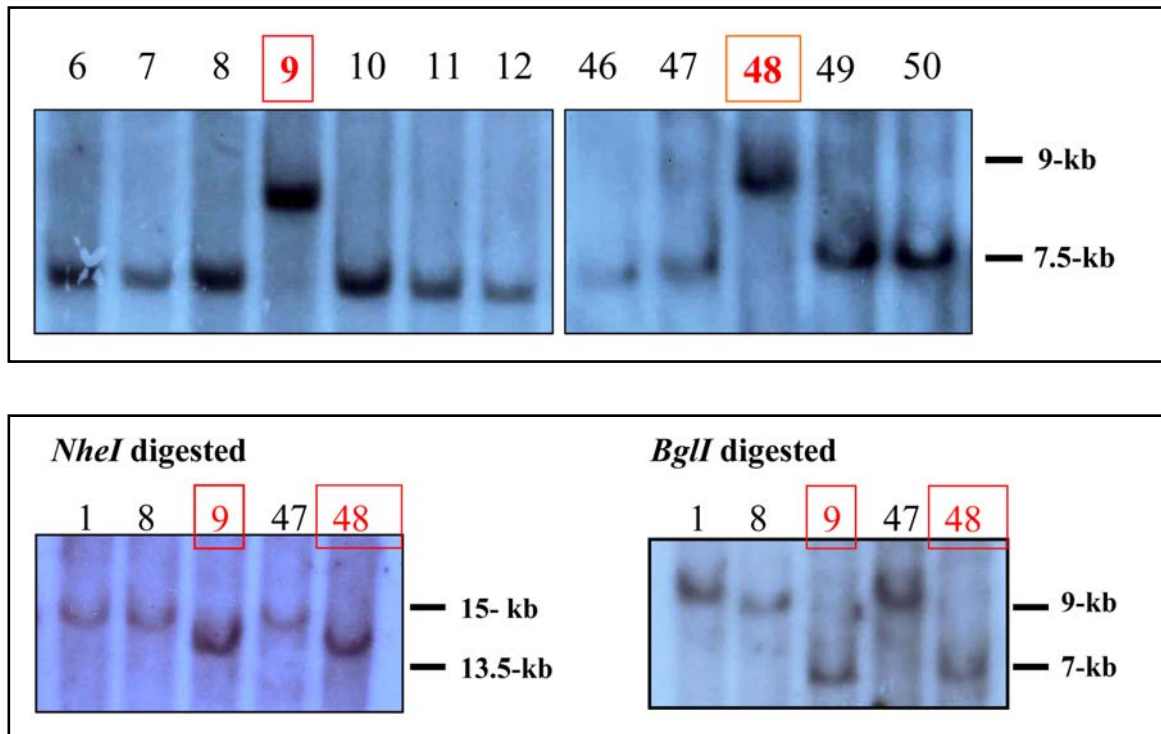 6 7 8 9 10 11 12 46 47 48 49 50
9-kb
7.5-kb
NheI digested
1 8 9 47 48
15- kb
13.5-kb
BglI digested
1 8 9 47 48
9-kb
7-kb